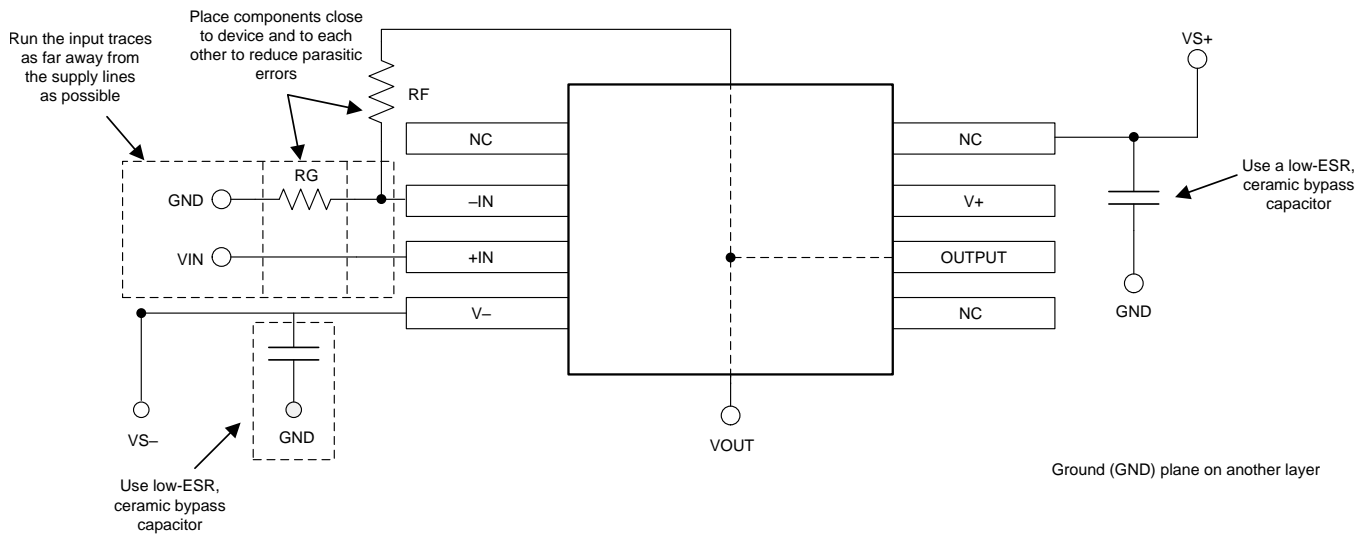 Run the input traces
as far away from
the supply lines
as possible
Place components close
to device and to each
other to reduce parasitic
errors
RF
RG
GND
VIN
NC
–IN
+IN
V–
VS–
GND
Use low-ESR,
ceramic bypass
capacitor
VOUT
NC
V+
OUTPUT
NC
VS+
Use a low-ESR,
ceramic bypass
capacitor
GND
Ground (GND) plane on another layer